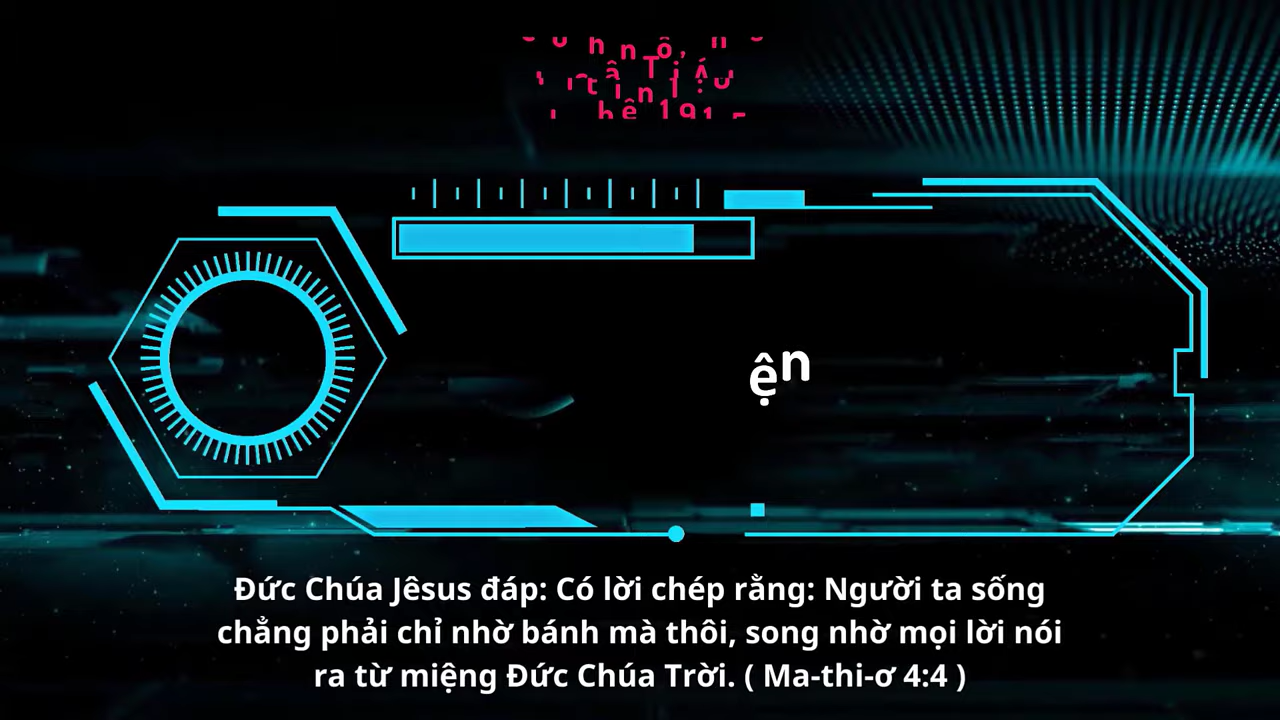 ện
Đức Chúa Jêsus đáp: Có lời chép rằng: Người ta sống
chẳng phải chỉ nhờ bánh mà thôi, song nhờ mọi lời nói
ra từ miệng Đức Chúa Trời. ( Ma-thi-ơ 4:4 )